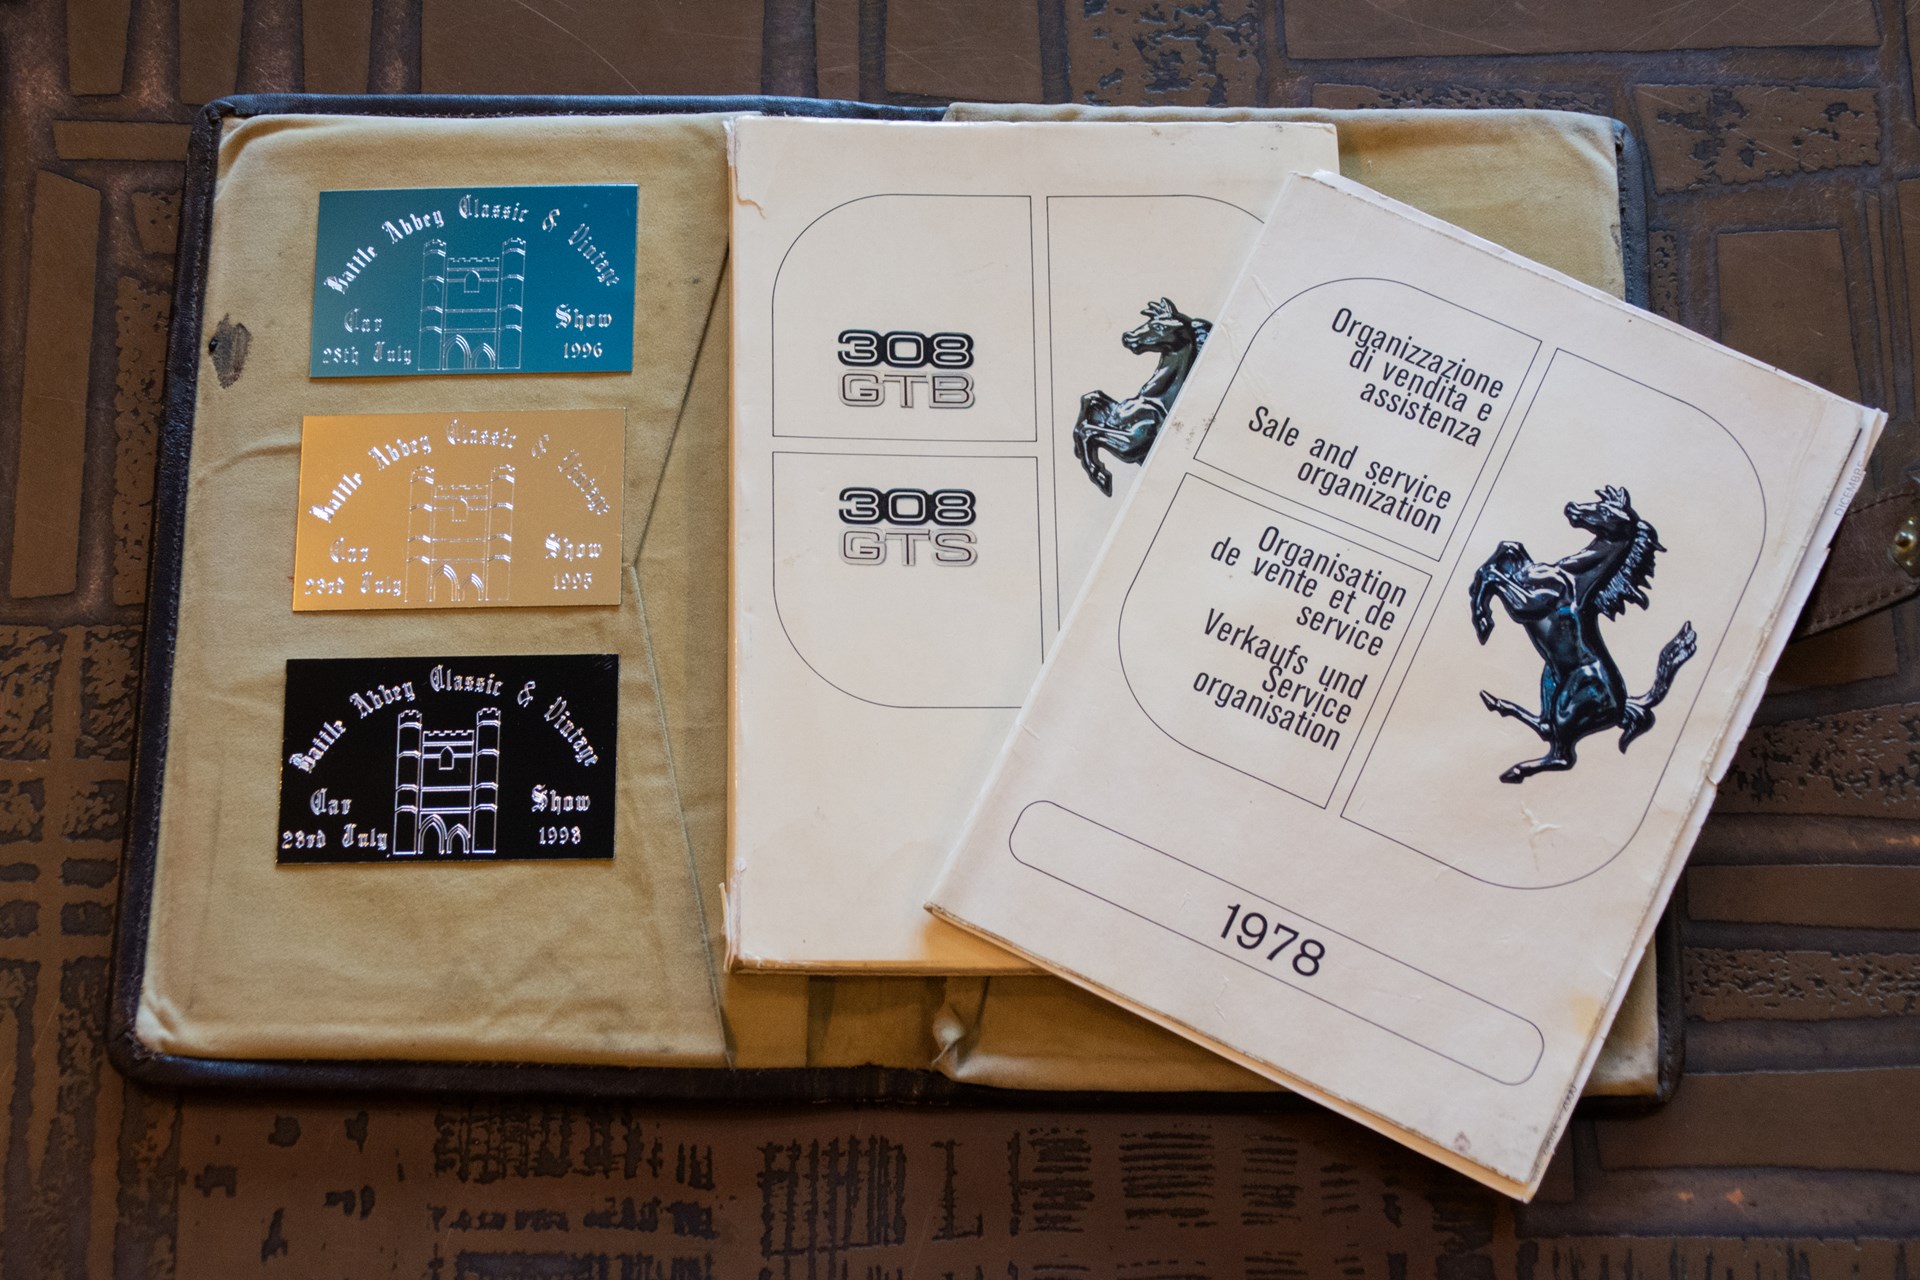 Battle Abbey Classic & Vintage
Car Show
28th July 1996
Battle Abbey Classic & Vintage
Car Show
23rd July 1995
Battle Abbey Classic & Vintage
Car Show
23rd July 1993
308
GTB
308
GTS
Organizzazione
di vendita e
assistenza
Sale and service
organization
Organisation
de vente et de
service
Verkaufs und
Service
organisation
1978
DICEMBRE